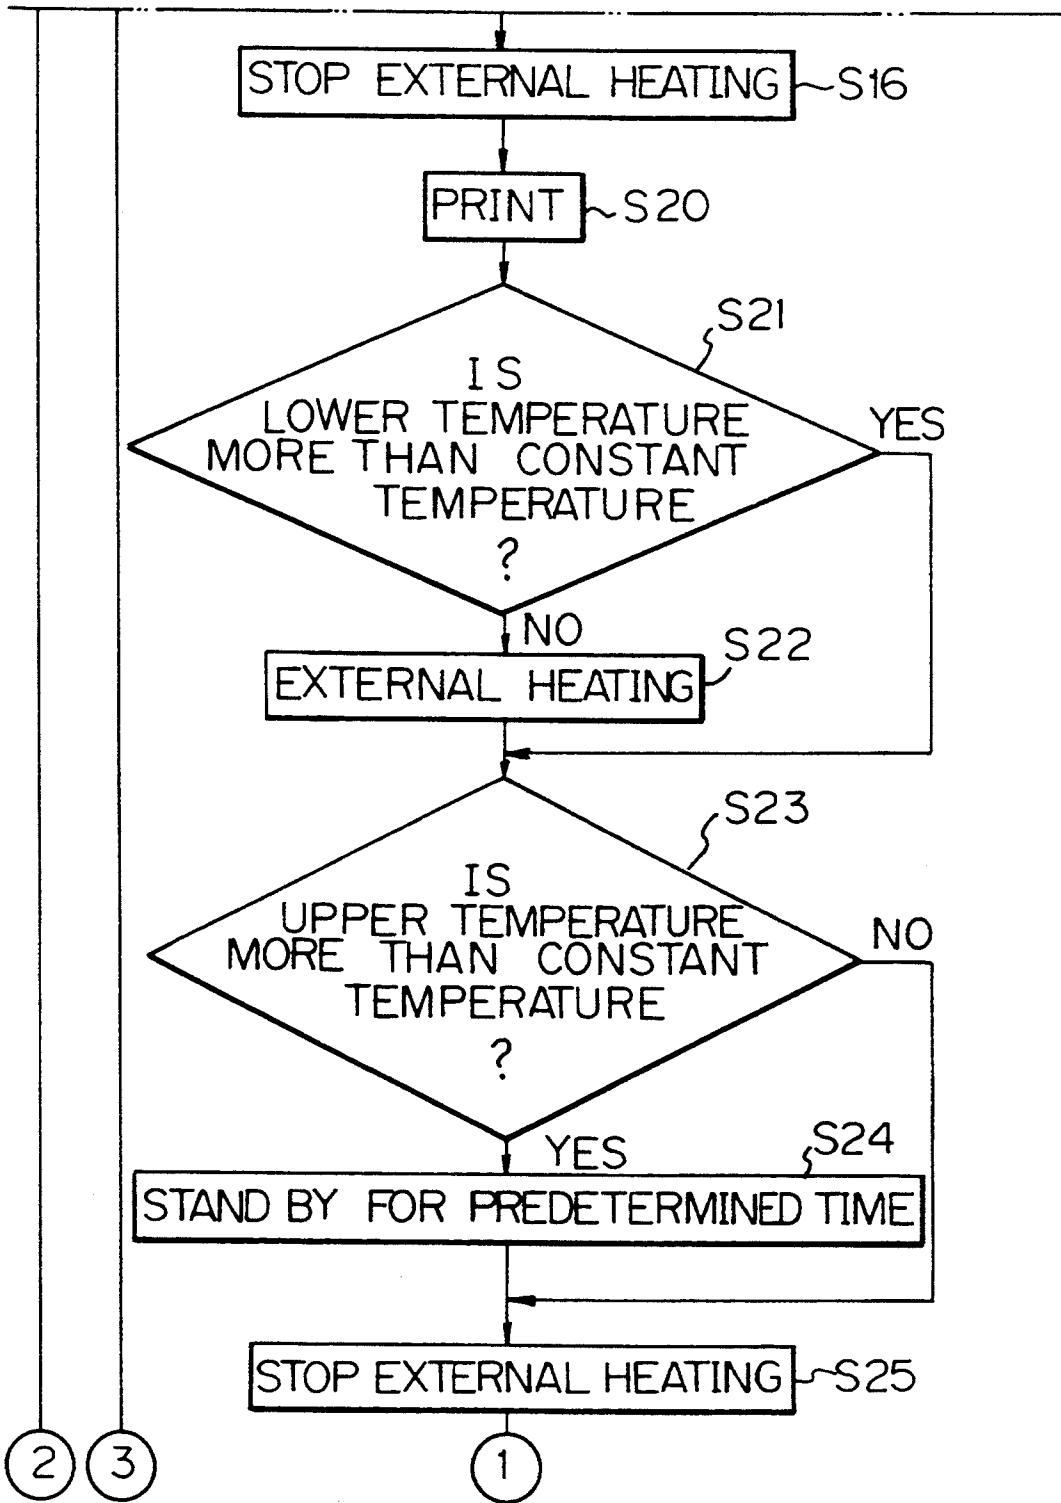 STOP EXTERNAL HEATING
S16
PRINT
S20
S21
IS
LOWER TEMPERATURE
MORE THAN CONSTANT
TEMPERATURE
?
YES
NO
S22
EXTERNAL HEATING
S23
IS
UPPER TEMPERATURE
MORE THAN CONSTANT
TEMPERATURE
?
NO
YES
S24
STAND BY FOR PREDETERMINED TIME
STOP EXTERNAL HEATING
S25
2
3
1